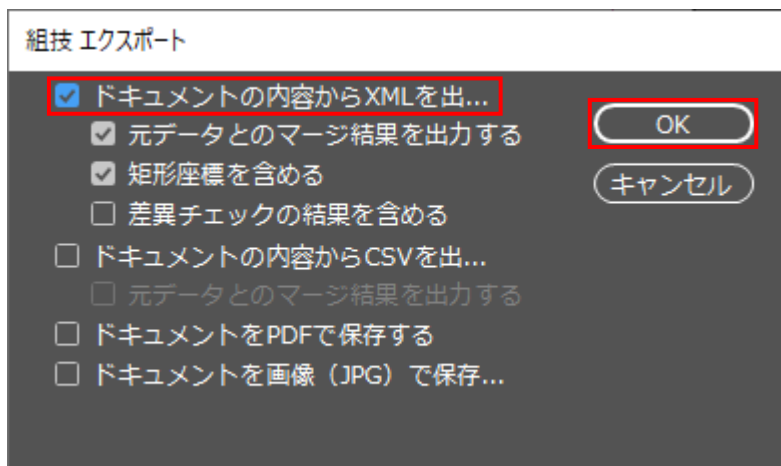 組技 エクスポート
ドキュメントの内容からXMLを出...
元データとのマージ結果を出力する
矩形座標を含める
差異チェックの結果を含める
ドキュメントの内容からCSVを出...
元データとのマージ結果を出力する
ドキュメントをPDFで保存する
ドキュメントを画像（JPG）で保存...
OK
キャンセル